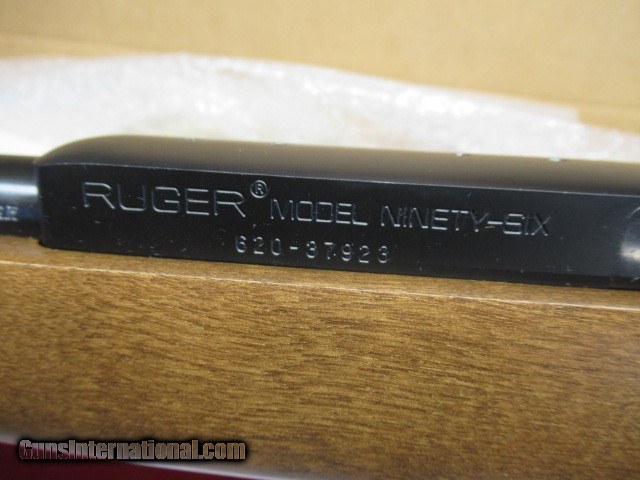 RUGER® MODEL NINETY-SIX
620-37923
GunsInternational.com